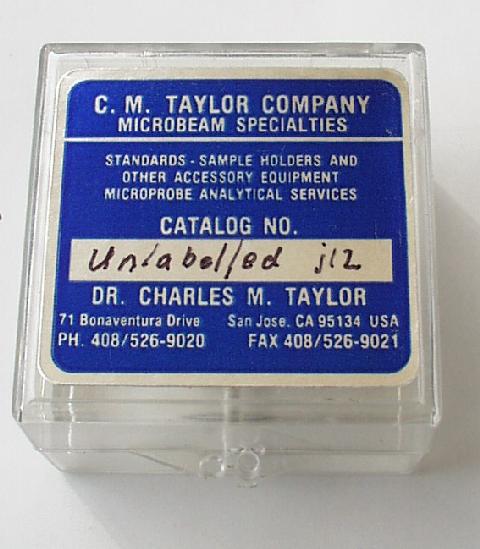 C. M. TAYLOR COMPANY
MICROBEAM SPECIALTIES
STANDARDS - SAMPLE HOLDERS AND
OTHER ACCESSORY EQUIPMENT
MICROPROBE ANALYTICAL SERVICES
CATALOG NO.
Unlabelled j12
DR. CHARLES M. TAYLOR
71 Bonaventura Drive San Jose, CA 95134 USA
PH. 408/526-9020 FAX 408/526-9021